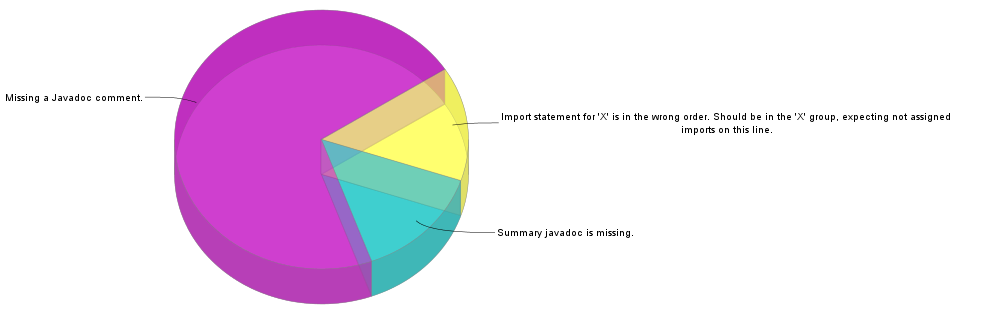 Missing a Javadoc comment.
Import statement for 'X' is in the wrong order. Should be in the 'X' group, expecting not assigned
imports on this line.
Summary javadoc is missing.